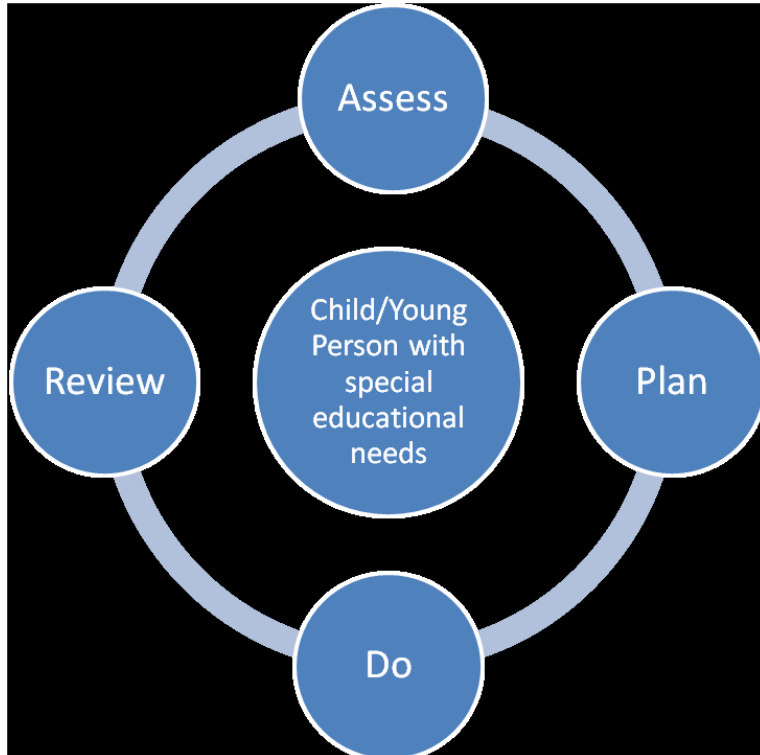 Assess
Child/Young
Person with
special
educational
needs
Review
Plan
Do